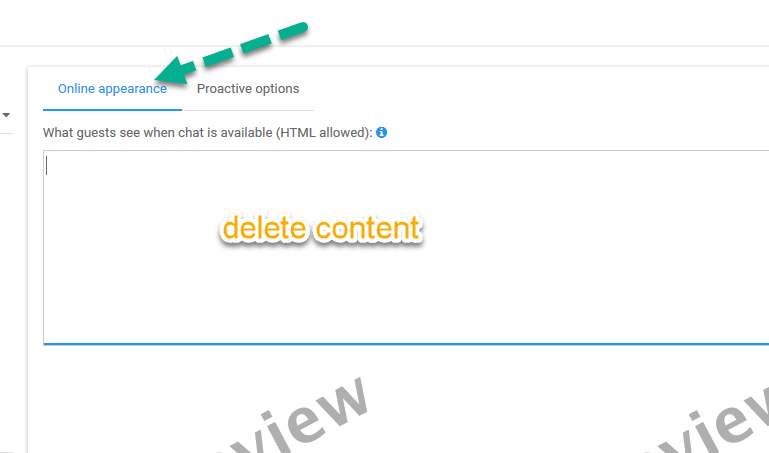 Online appearance Proactive options
What guests see when chat is available (HTML allowed):
delete content
view
view